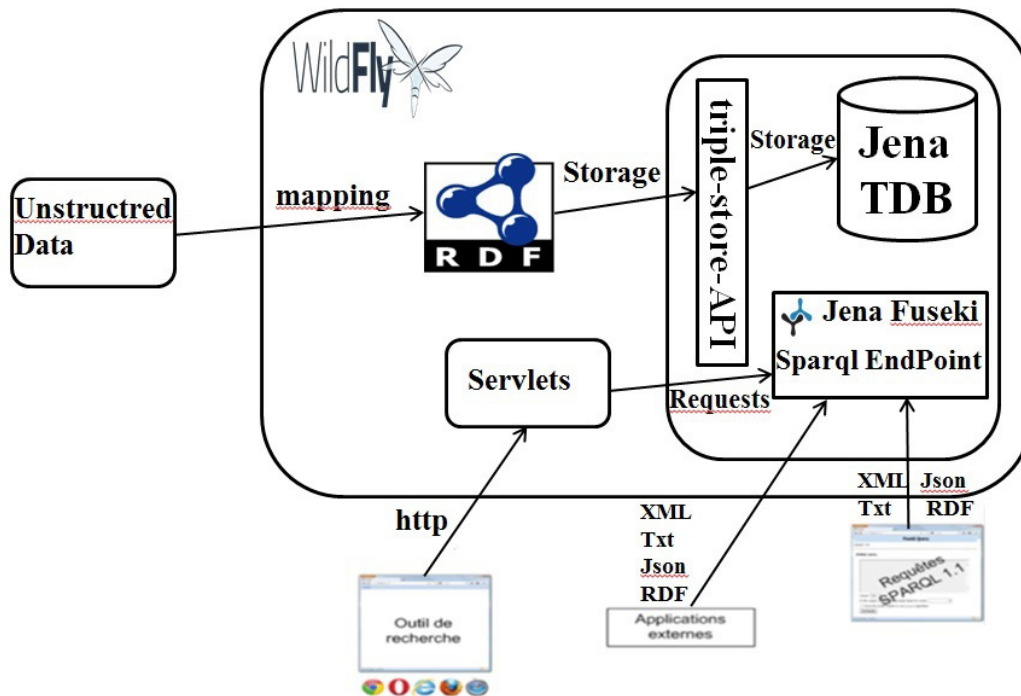 WildFly
Unstructred
Data
mapping
RDF
Storage
triple-store-API
Storage
Jena
TDB
Jena Fuseki
Sparql EndPoint
Servlets
Requests
http
XML
Txt
Json
RDF
XML Json
Txt RDF
Outil de
recherche
Applications
externes
Requêtes
SPARQL 1.1